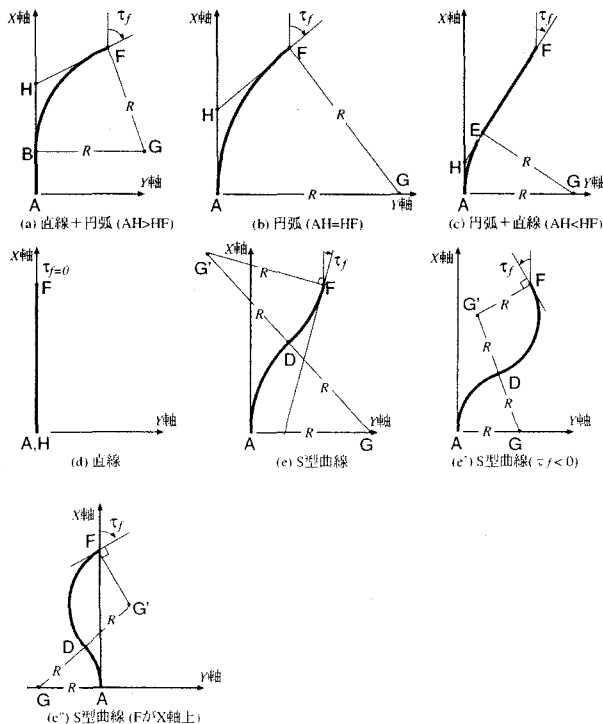 X軸
τf
F
H
R
B
R
G
A
Y軸
(a) 直線+円弧 (AH>HF)
X軸
τf
F
H
R
G
A
R
Y軸
(b) 円弧 (AH=HF)
X軸
τf
F
E
R
H
G
A
R
Y軸
(c) 円弧+直線 (AH<HF)
X軸
τf=0
F
A,H
Y軸
(d) 直線
X軸
G'
R
τf
F
R
D
R
A
R
G
Y軸
(e) S型曲線
X軸
τf
F
R
G'
R
D
R
A
R
G
Y軸
(e') S型曲線(τf<0)
X軸
τf
F
G'
R
D
R
G
R
A
Y軸
(e'') S型曲線 (FがX軸上)